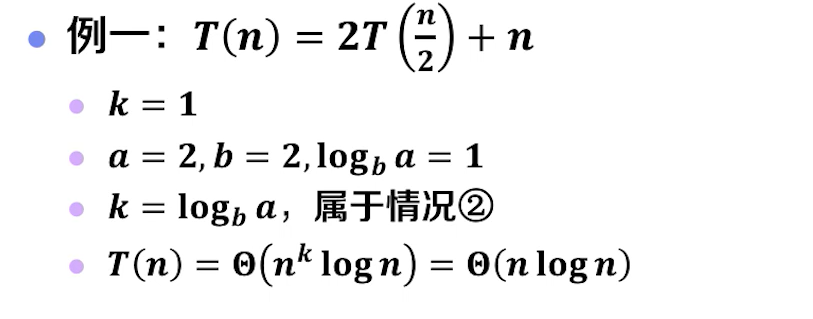 例一：T(n) = 2T(n/2) + n
k = 1
a = 2, b = 2, log_b a = 1
k = log_b a，属于情况②
T(n) = Θ(n^k log n) = Θ(n log n)